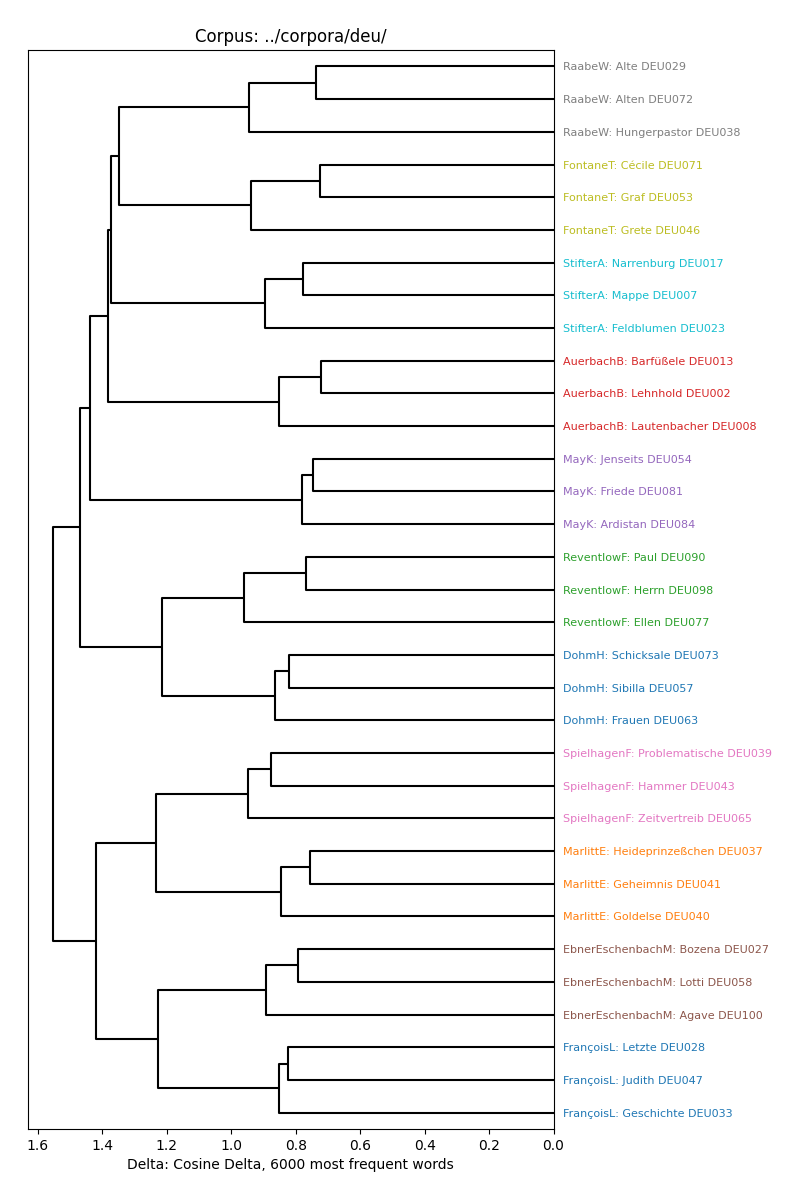 Corpus: ../corpora/deu/
RaabeW: Alte DEU029
RaabeW: Alten DEU072
RaabeW: Hungerpastor DEU038
FontaneT: Cécile DEU071
FontaneT: Graf DEU053
FontaneT: Grete DEU046
StifterA: Narrenburg DEU017
StifterA: Mappe DEU007
StifterA: Feldblumen DEU023
AuerbachB: Barfüßele DEU013
AuerbachB: Lehnhold DEU002
AuerbachB: Lautenbacher DEU008
MayK: Jenseits DEU054
MayK: Friede DEU081
MayK: Ardistan DEU084
ReventlowF: Paul DEU090
ReventlowF: Herrn DEU098
ReventlowF: Ellen DEU077
DohmH: Schicksale DEU073
DohmH: Sibilla DEU057
DohmH: Frauen DEU063
SpielhagenF: Problematische DEU039
SpielhagenF: Hammer DEU043
SpielhagenF: Zeitvertreib DEU065
MarlittE: Heideprinzeßchen DEU037
MarlittE: Geheimnis DEU041
MarlittE: Goldelse DEU040
EbnerEschenbachM: Bozena DEU027
EbnerEschenbachM: Lotti DEU058
EbnerEschenbachM: Agave DEU100
FrançoisL: Letzte DEU028
FrançoisL: Judith DEU047
FrançoisL: Geschichte DEU033
1.6 1.4 1.2 1.0 0.8 0.6 0.4 0.2 0.0
Delta: Cosine Delta, 6000 most frequent words